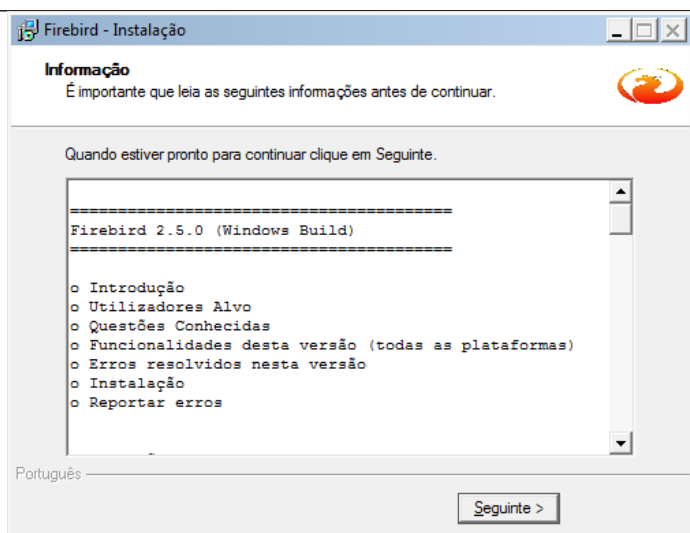 Firebird - Instalação
Informação
É importante que leia as seguintes informações antes de continuar.
Quando estiver pronto para continuar clique em Seguinte.
========================================
Firebird 2.5.0 (Windows Build)
========================================
o Introdução
o Utilizadores Alvo
o Questões Conhecidas
o Funcionalidades desta versão (todas as plataformas)
o Erros resolvidos nesta versão
o Instalação
o Reportar erros
Português
Seguinte >